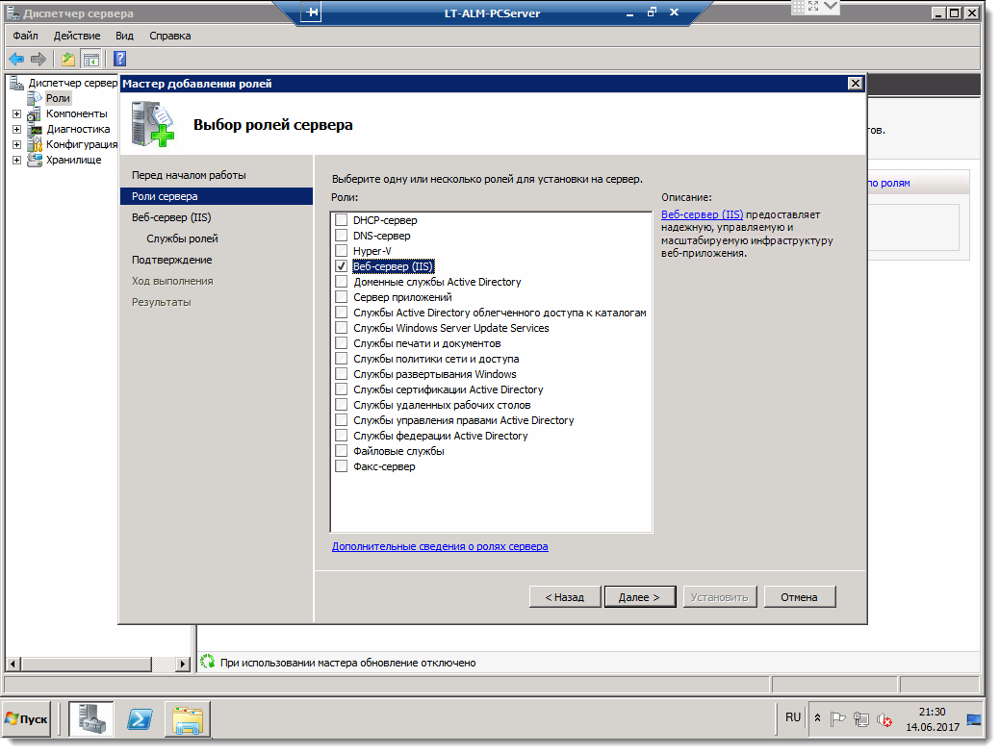 Диспетчер сервера
LT-ALM-PCServer
Файл Действие Вид Справка
Диспетчер сервер
Роли
Компоненты
Диагностика
Конфигурация
Хранилище
Мастер добавления ролей
Выбор ролей сервера
Перед началом работы
Роли сервера
Веб-сервер (IIS)
Службы ролей
Подтверждение
Ход выполнения
Результаты
Выберите одну или несколько ролей для установки на сервер.
Роли:
DHCP-сервер
DNS-сервер
Hyper-V
Веб-сервер (IIS)
Доменные службы Active Directory
Сервер приложений
Службы Active Directory облегченного доступа к каталогам
Службы Windows Server Update Services
Службы печати и документов
Службы политики сети и доступа
Службы развертывания Windows
Службы сертификации Active Directory
Службы удаленных рабочих столов
Службы управления правами Active Directory
Службы федерации Active Directory
Файловые службы
Факс-сервер
Дополнительные сведения о ролях сервера
Описание:
Веб-сервер (IIS) предоставляет
надежную, управляемую и
масштабируемую инфраструктуру
веб-приложения.
тов.
по ролям
< Назад Далее > Установить Отмена
При использовании мастера обновление отключено
Пуск
RU
21:30
14.06.2017